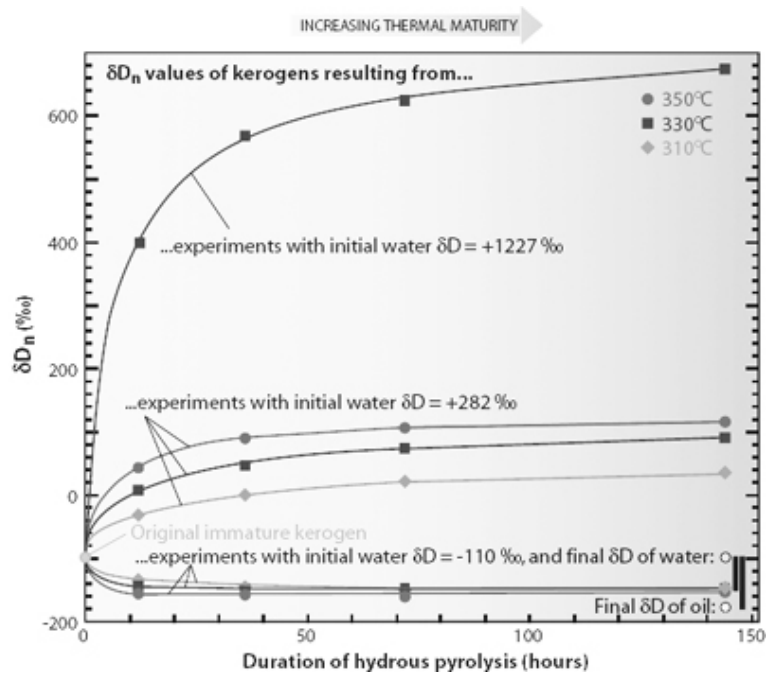 INCREASING THERMAL MATURITY
δDn values of kerogens resulting from...
350°C
330°C
310°C
600
...experiments with initial water δD = +1227 ‰
400
δDn (‰)
200
...experiments with initial water δD = +282 ‰
0
Original immature kerogen
...experiments with initial water δD = -110 ‰, and final δD of water:
Final δD of oil:
-200
0
50
100
150
Duration of hydrous pyrolysis (hours)